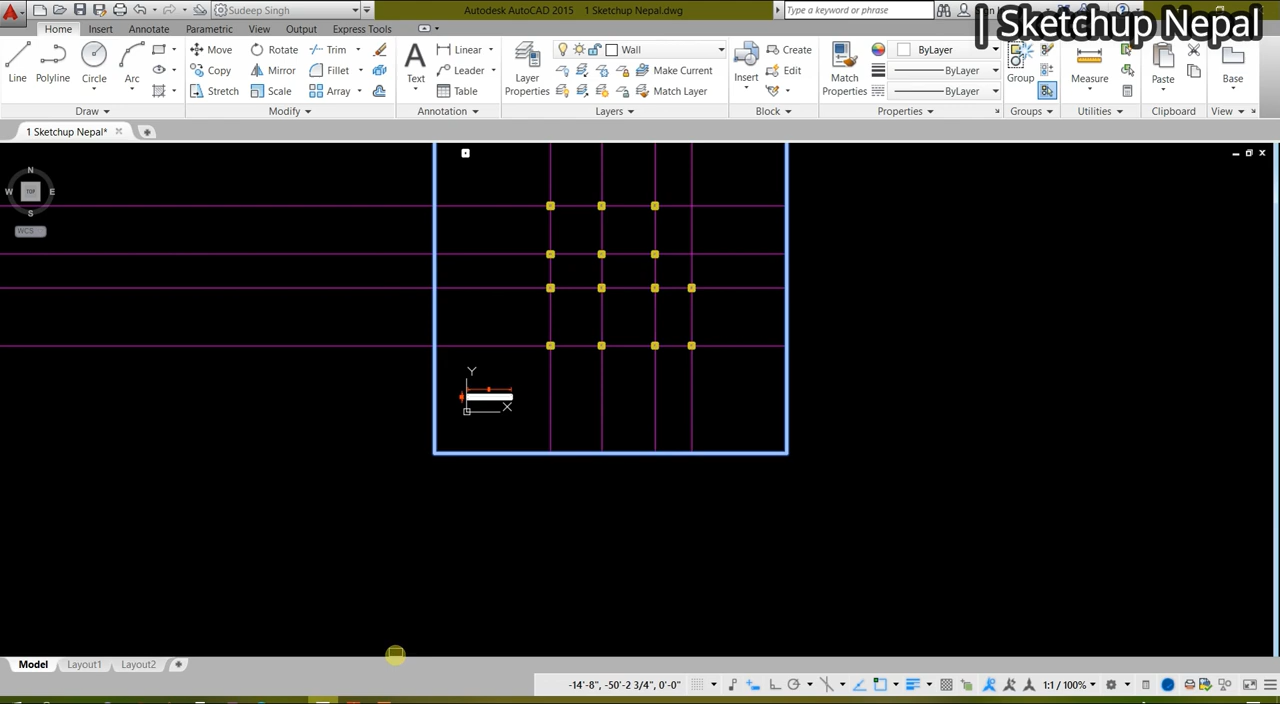 Sudeep Singh
Autodesk AutoCAD 2015 1 Sketchup Nepal.dwg
Type a keyword or phrase
| Sketchup Nepal
Home Insert Annotate Parametric View Output Express Tools
Line Polyline Circle Arc
Move Rotate Trim
Copy Mirror Fillet
Stretch Scale Array
Text Linear
Leader
Table
Layer Properties
Wall
Make Current
Match Layer
Insert Create
Edit
Match Properties
ByLayer
ByLayer
ByLayer
Group Measure Paste Base
Draw Modify Annotation Layers Block Properties Groups Utilities Clipboard View
1 Sketchup Nepal*
N
W TOP E
S
WCS
Y
X
Model Layout1 Layout2
-14'-8", -50'-2 3/4", 0'-0" 1:1 / 100%